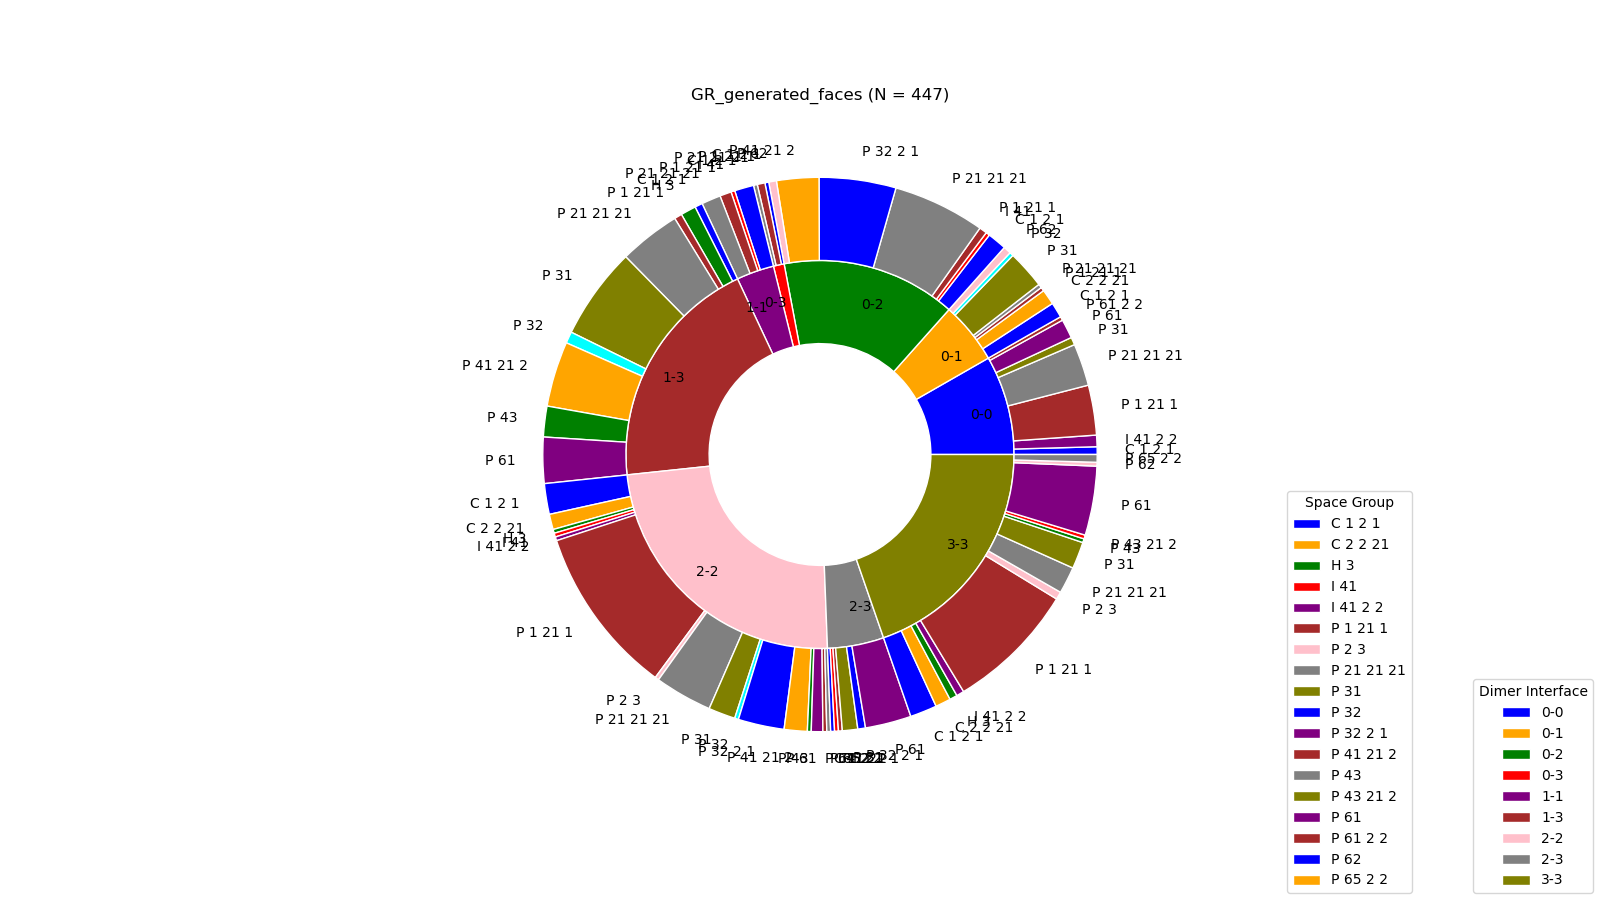 GR_generated_faces (N = 447)
P 41 21 2
P 32 2 1
P 21 21 21
P 1 21 1
I 41
C 1 2 1
P 62
P 32
P 31
P 21 21 21
P 1 21 1
C 2 2 21
C 1 2 1
P 61 2 2
P 61
P 31
P 21 21 21
P 1 21 1
I 41 2 2
C 1 2 1
P 65 2 2
P 62
P 61
P 43 21 2
P 43
P 31
P 21 21 21
P 2 3
P 1 21 1
I 41 2 2
H 3
C 2 2 21
C 1 2 1
P 61
P 32 2 1
P 41 21 2
P 32 2 1
P 32
P 31
P 21 21 21
P 2 3
P 1 21 1
I 41 2 2
H 3
C 2 2 21
C 1 2 1
P 61
P 43
P 41 21 2
P 32
P 31
P 21 21 21
P 1 21 1
H 3
C 1 2 1
P 21 21 21
P 1 21 1
I 41
0-0
0-1
0-2
0-3
1-1
1-3
2-2
2-3
3-3
Space Group
C 1 2 1
C 2 2 21
H 3
I 41
I 41 2 2
P 1 21 1
P 2 3
P 21 21 21
P 31
P 32
P 32 2 1
P 41 21 2
P 43
P 43 21 2
P 61
P 61 2 2
P 62
P 65 2 2
Dimer Interface
0-0
0-1
0-2
0-3
1-1
1-3
2-2
2-3
3-3